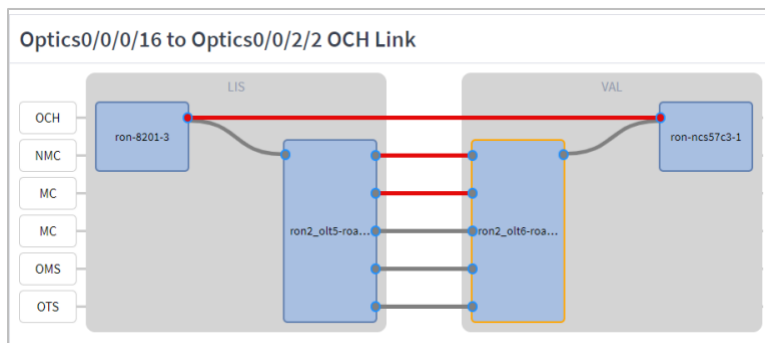 Optics0/0/0/16 to Optics0/0/2/2 OCH Link
LIS
VAL
OCH
NMC
MC
MC
OMS
OTS
ron-8201-3
ron2_olt5-roa...
ron2_olt6-roa...
ron-ncs57c3-1